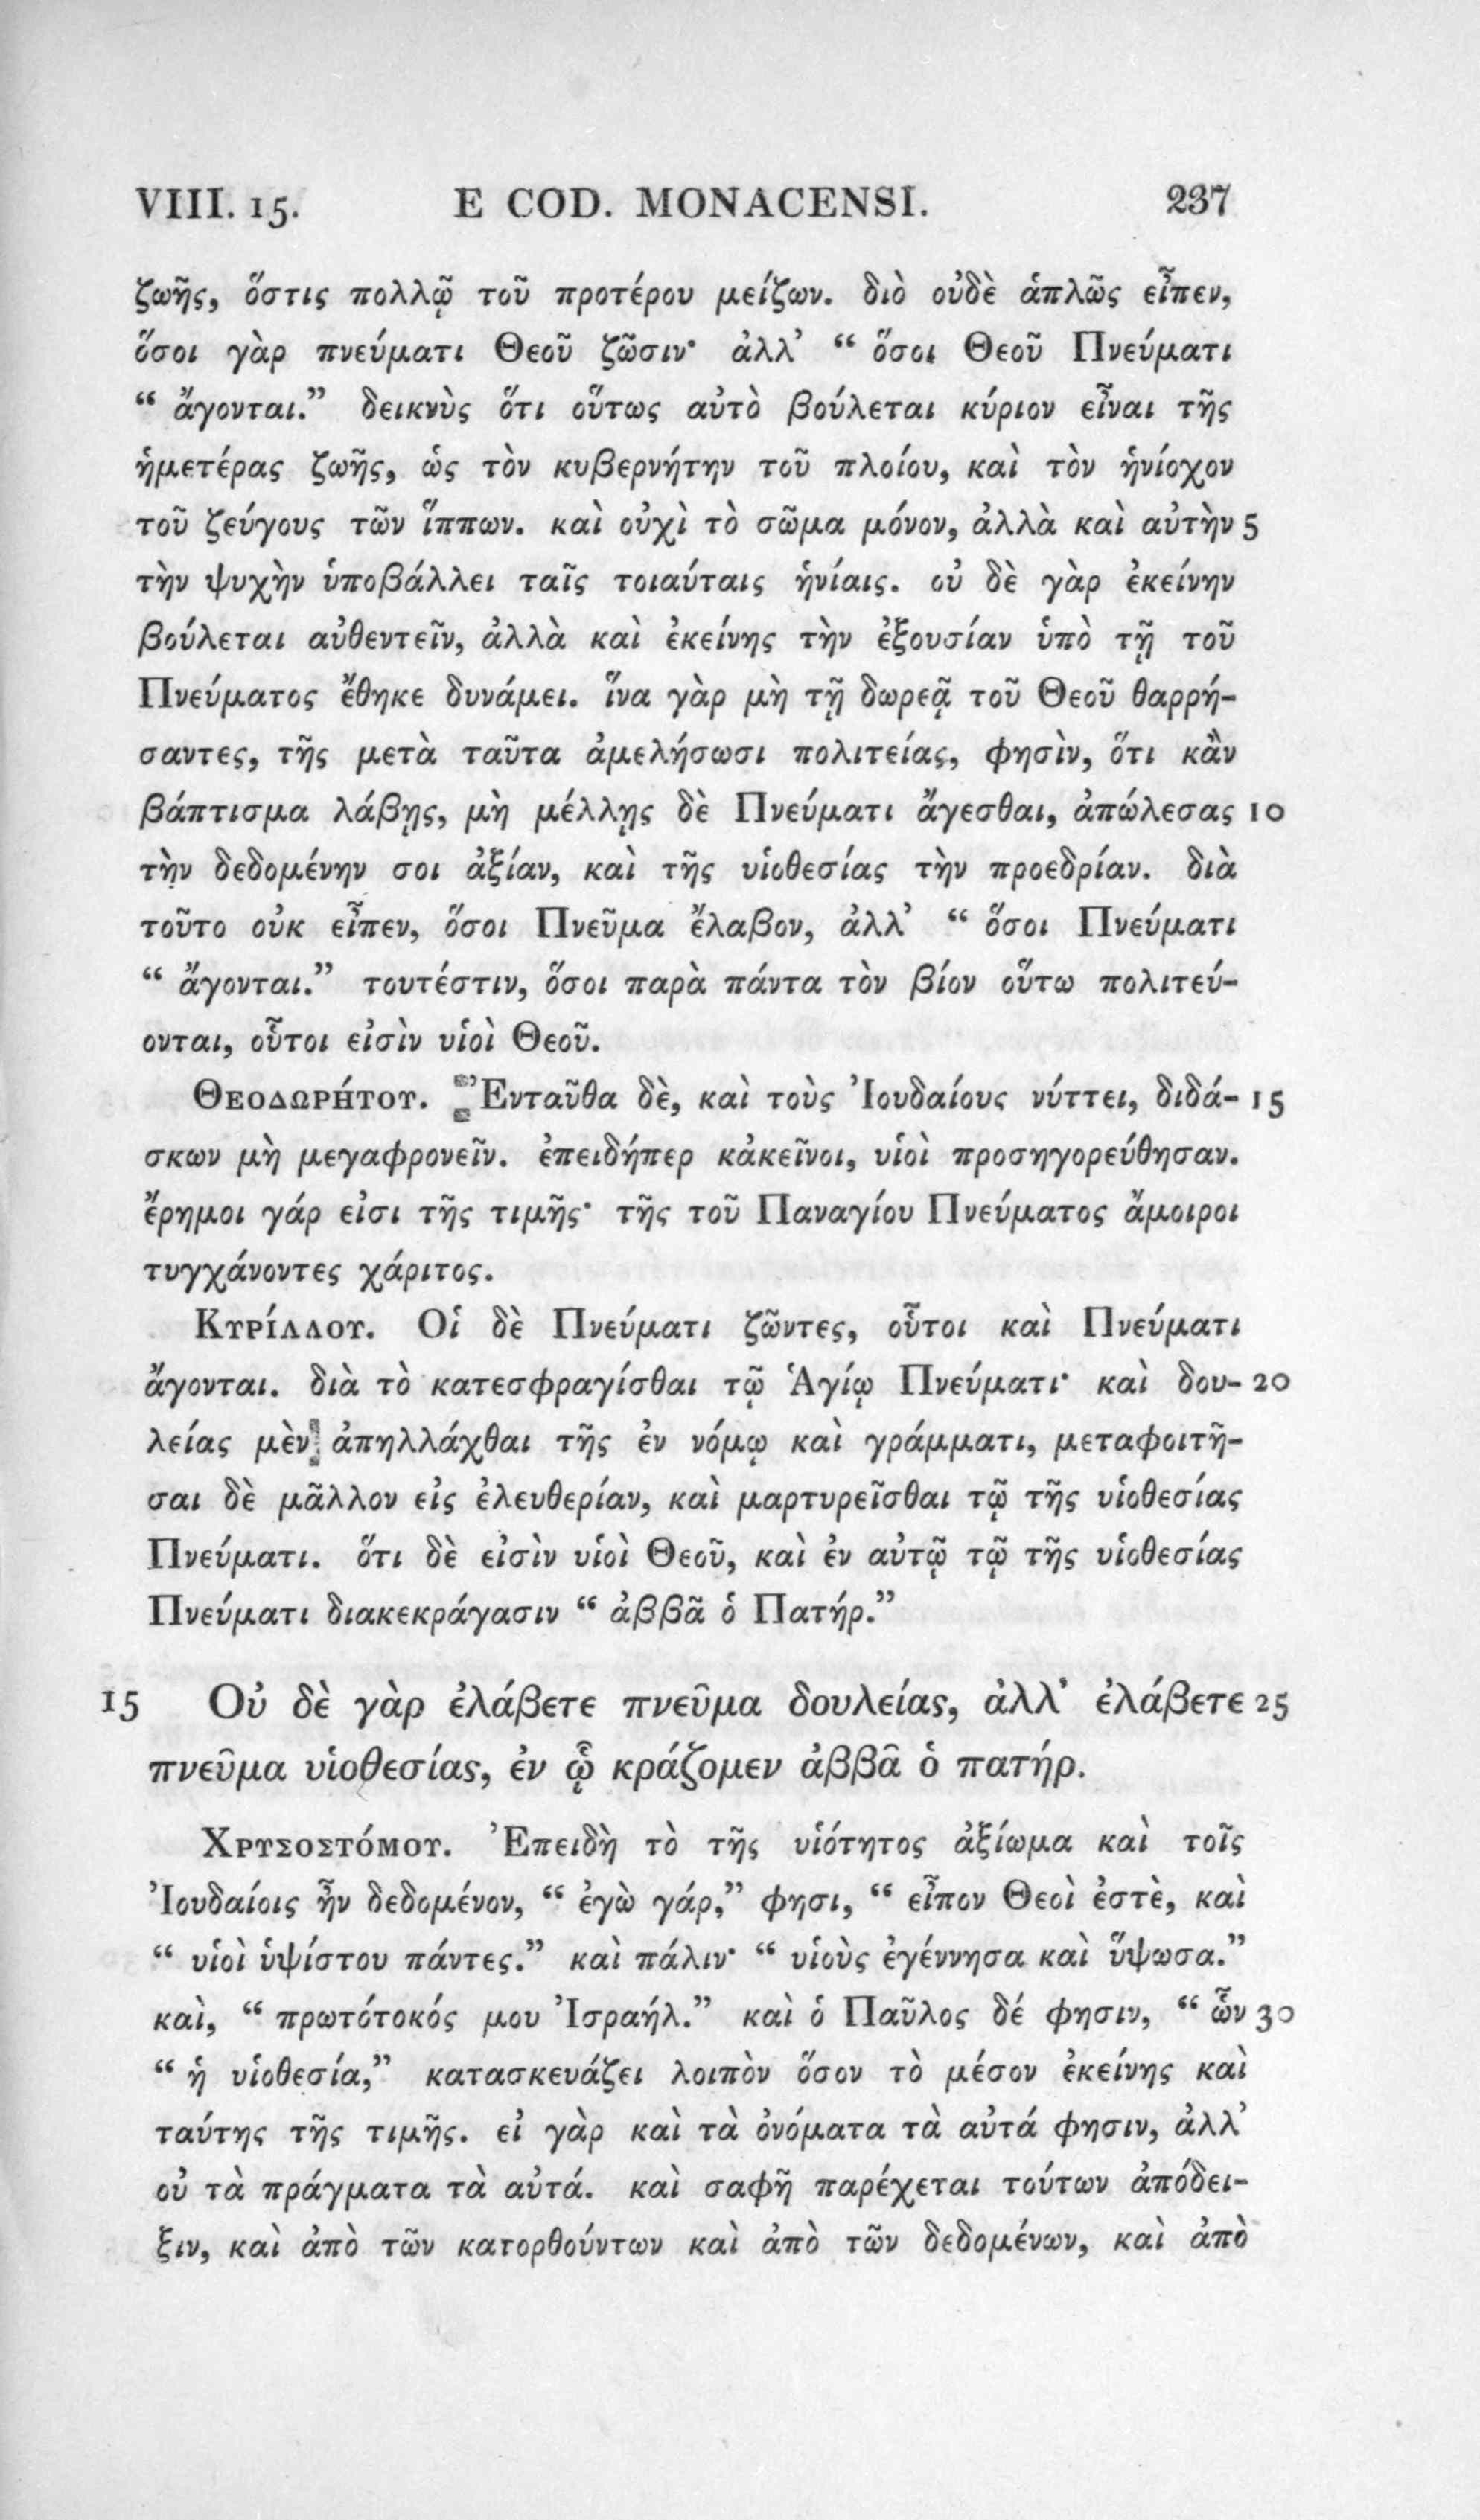 VIII. 15. E COD. MONACENSI. 237
ζωῆς, ὅστις πολλῷ τοῦ προτέρου μείζων. διὸ οὐδὲ ἁπλῶς εἶπεν,
ὅσοι γὰρ πνεύματι Θεοῦ ζῶσιν· ἀλλ’ “ ὅσοι Θεοῦ Πνεύματι
“ ἄγονται.” δεικνὺς ὅτι οὕτως αὐτὸ βούλεται κύριον εἶναι τῆς
ἡμετέρας ζωῆς, ὡς τὸν κυβερνήτην τοῦ πλοίου, καὶ τὸν ἡνίοχον
τοῦ ζεύγους τῶν ἵππων. καὶ οὐχὶ τὸ σῶμα μόνον, ἀλλὰ καὶ αὐτὴν 5
τὴν ψυχὴν ὑποβάλλει ταῖς τοιαύταις ἡνίαις. οὐ δὲ γὰρ ἐκείνην
βούλεται αὐθεντεῖν, ἀλλὰ καὶ ἐκείνης τὴν ἐξουσίαν ὑπὸ τῇ τοῦ
Πνεύματος ἔθηκε δυνάμει. ἵνα γὰρ μὴ τῇ δωρεᾷ τοῦ Θεοῦ θαρρή-
σαντες, τῆς μετὰ ταῦτα ἀμελήσωσι πολιτείας, φησὶν, ὅτι κἂν
βάπτισμα λάβῃς, μὴ μέλλῃς δὲ Πνεύματι ἄγεσθαι, ἀπώλεσας 10
τὴν δεδομένην σοι ἀξίαν, καὶ τῆς υἱοθεσίας τὴν προεδρίαν. διὰ
τοῦτο οὐκ εἶπεν, ὅσοι Πνεῦμα ἔλαβον, ἀλλ’ “ ὅσοι Πνεύματι
“ ἄγονται.” τουτέστιν, ὅσοι παρὰ πάντα τὸν βίον οὕτω πολιτεύ-
ονται, οὗτοι εἰσὶν υἱοὶ Θεοῦ.
Θεοδωρήτου. Ἐνταῦθα δὲ, καὶ τοὺς Ἰουδαίους νύττει, διδά- 15
σκων μὴ μεγαφρονεῖν. ἐπειδήπερ κἀκεῖνοι, υἱοὶ προσηγορεύθησαν.
ἔρημοι γάρ εἰσι τῆς τιμῆς· τῆς τοῦ Παναγίου Πνεύματος ἄμοιροι
τυγχάνοντες χάριτος.
Κυρίλλου. Οἱ δὲ Πνεύματι ζῶντες, οὗτοι καὶ Πνεύματι
ἄγονται. διὰ τὸ κατεσφραγίσθαι τῷ Ἁγίῳ Πνεύματι· καὶ δου- 20
λείας μὲν ἀπηλλάχθαι τῆς ἐν νόμῳ καὶ γράμματι, μεταφοιτῆ-
σαι δὲ μᾶλλον εἰς ἐλευθερίαν, καὶ μαρτυρεῖσθαι τῷ τῆς υἱοθεσίας
Πνεύματι. ὅτι δὲ εἰσὶν υἱοὶ Θεοῦ, καὶ ἐν αὐτῷ τῷ τῆς υἱοθεσίας
Πνεύματι διακεκράγασιν “ ἀββᾶ ὁ Πατήρ.”
15 Οὐ δὲ γὰρ ἐλάβετε πνεῦμα δουλείας, ἀλλ’ ἐλάβετε 25
πνεῦμα υἱοθεσίας, ἐν ᾧ κράζομεν ἀββᾶ ὁ πατήρ.
Χρυσοστόμου. Ἐπειδὴ τὸ τῆς υἱότητος ἀξίωμα καὶ τοῖς
Ἰουδαίοις ἦν δεδομένον, “ ἐγὼ γάρ,” φησι, “ εἶπον Θεοὶ ἐστὲ, καὶ
“ υἱοὶ ὑψίστου πάντες.” καὶ πάλιν· “ υἱοὺς ἐγέννησα καὶ ὕψωσα.”
καὶ, “ πρωτότοκός μου Ἰσραήλ.” καὶ ὁ Παῦλος δέ φησιν, “ ὧν 30
“ ἡ υἱοθεσία,” κατασκευάζει λοιπὸν ὅσον τὸ μέσον ἐκείνης καὶ
ταύτης τῆς τιμῆς. εἰ γὰρ καὶ τὰ ὀνόματα τὰ αὐτά φησιν, ἀλλ’
οὐ τὰ πράγματα τὰ αὐτά. καὶ σαφῆ παρέχεται τούτων ἀπόδει-
ξιν, καὶ ἀπὸ τῶν κατορθούντων καὶ ἀπὸ τῶν δεδομένων, καὶ ἀπὸ